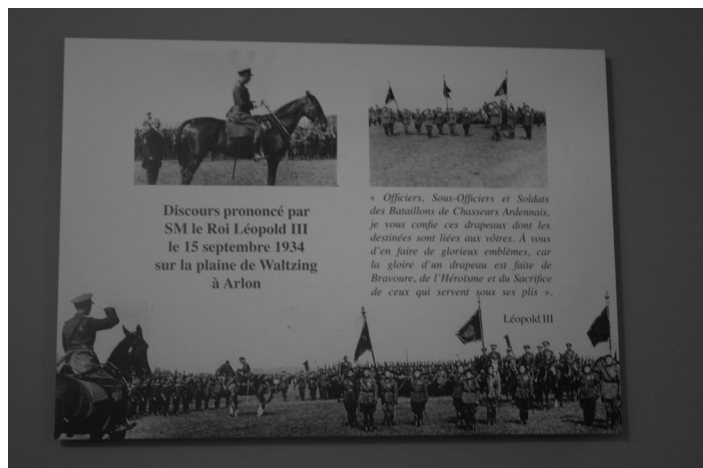 Discours prononcé par
SM le Roi Léopold III
le 15 septembre 1934
sur la plaine de Waltzing
à Arlon
« Officiers, Sous-Officiers et Soldats
des Bataillons de Chasseurs Ardennais,
je vous confie ces drapeaux dont les
destinées sont liées aux vôtres. À vous
d'en faire de glorieux emblèmes, car
la gloire d'un drapeau est faite de
Bravoure, de l'Héroïsme et du Sacrifice
de ceux qui servent sous ses plis ».
Léopold III